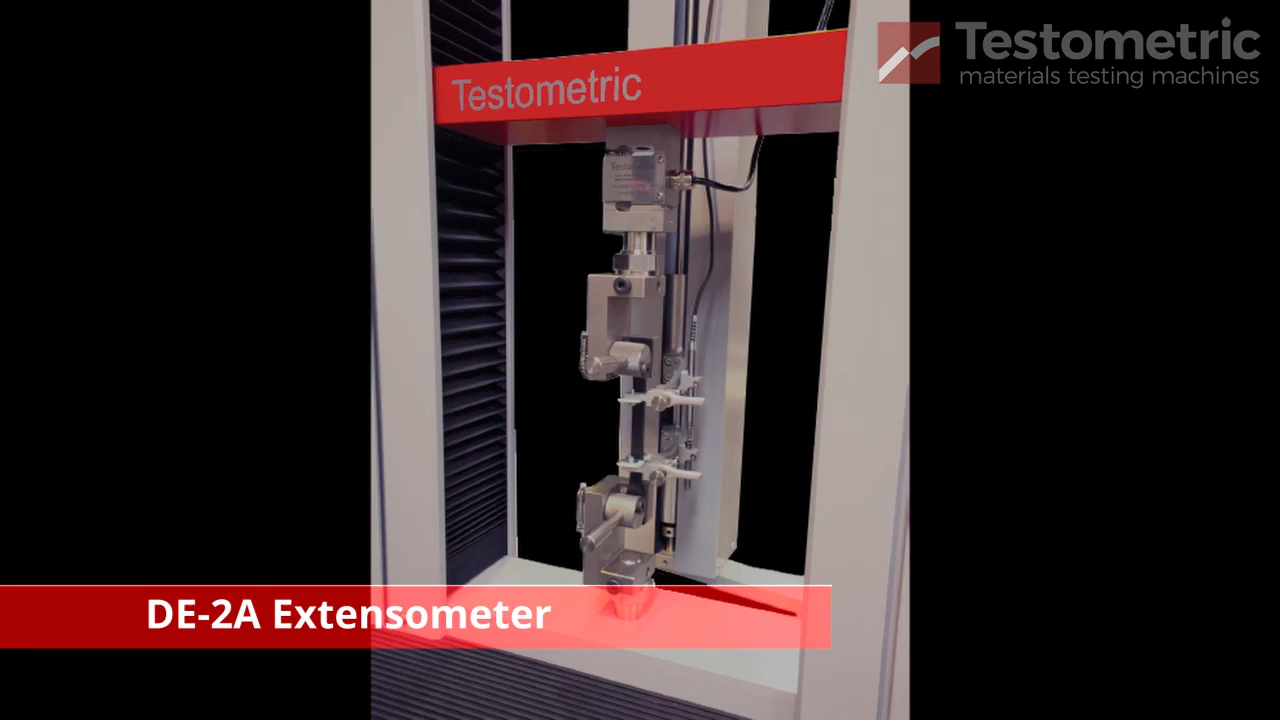 Testometric
materials testing machines
Testometric
DE-2A Extensometer